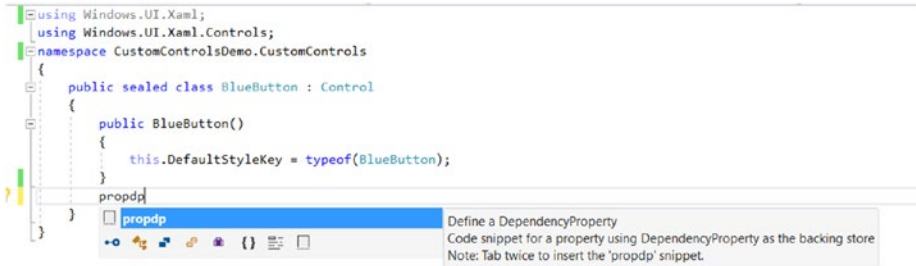 using Windows.UI.Xaml;
using Windows.UI.Xaml.Controls;
namespace CustomControlsDemo.CustomControls
{
public sealed class BlueButton : Control
{
public BlueButton()
{
this.DefaultStyleKey = typeof(BlueButton);
}
propdp
}
}
propdp
Define a DependencyProperty
Code snippet for a property using DependencyProperty as the backing store
Note: Tab twice to insert the 'propdp' snippet.